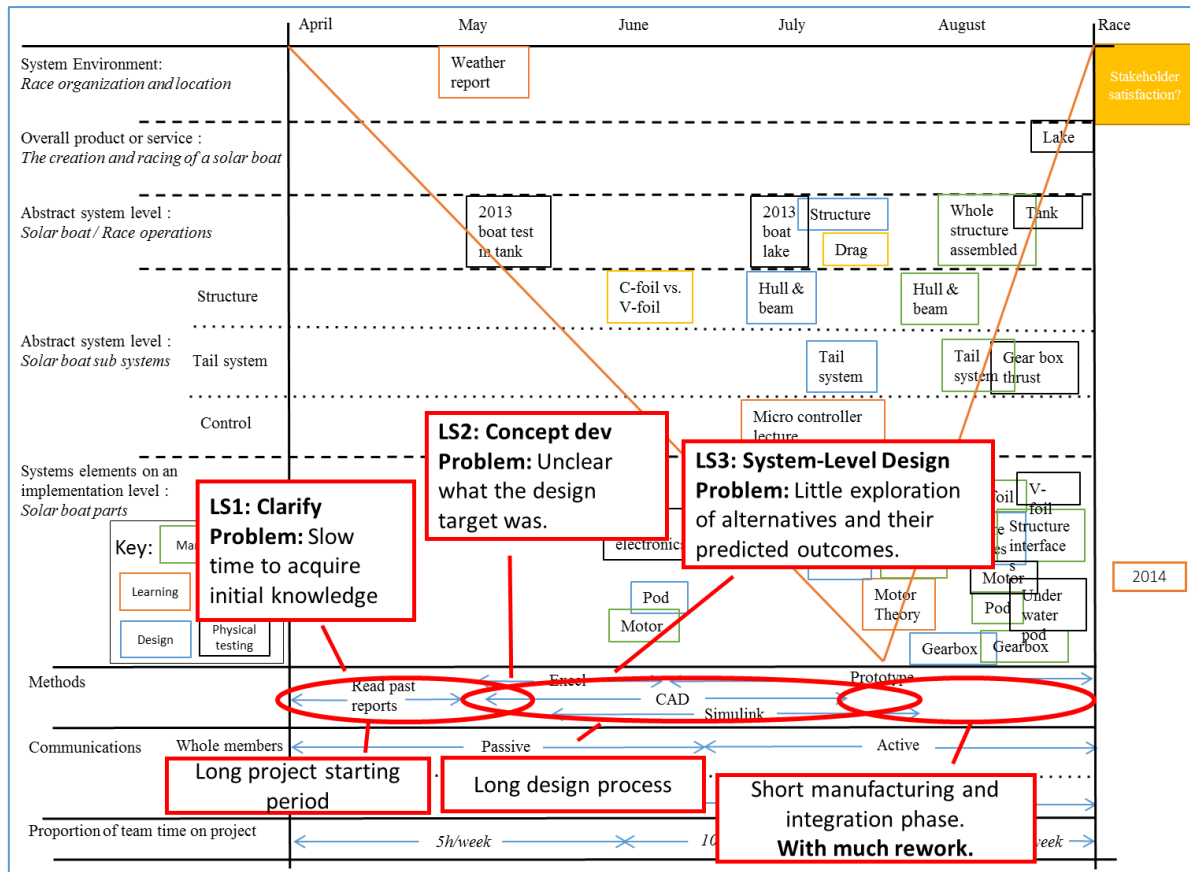 April
May
June
July
August
Race
System Environment:
Race organization and location
Weather
report
Stakeholder
satisfaction?
Overall product or service :
The creation and racing of a solar boat
Lake
Abstract system level :
Solar boat / Race operations
2013
boat test
in tank
2013
boat
lake
Structure
Drag
Whole
structure
assembled
Tank
Structure
C-foil vs.
V-foil
Hull &
beam
Hull &
beam
Abstract system level :
Solar boat sub systems
Tail system
Tail
system
Tail
system
Gear box
thrust
Control
Micro controller
lecture
LS2: Concept dev
Problem: Unclear
what the design
target was.
LS3: System-Level Design
Problem: Little exploration
of alternatives and their
predicted outcomes.
Systems elements on an
implementation level :
Solar boat parts
LS1: Clarify
Problem: Slow
time to acquire
initial knowledge
Key:
Learning
Design
Physical
testing
electronics
V-
foil
Structure
interface
Motor
Pod
Motor
Motor
Theory
Pod
Under
water
pod
Gearbox
Gearbox
2014
Methods
Read past
reports
Excel
CAD
Simulink
Prototype
Communications
Whole members
Passive
Active
Long project starting
period
Long design process
Short manufacturing and
integration phase.
With much rework.
Proportion of team time on project
5h/week